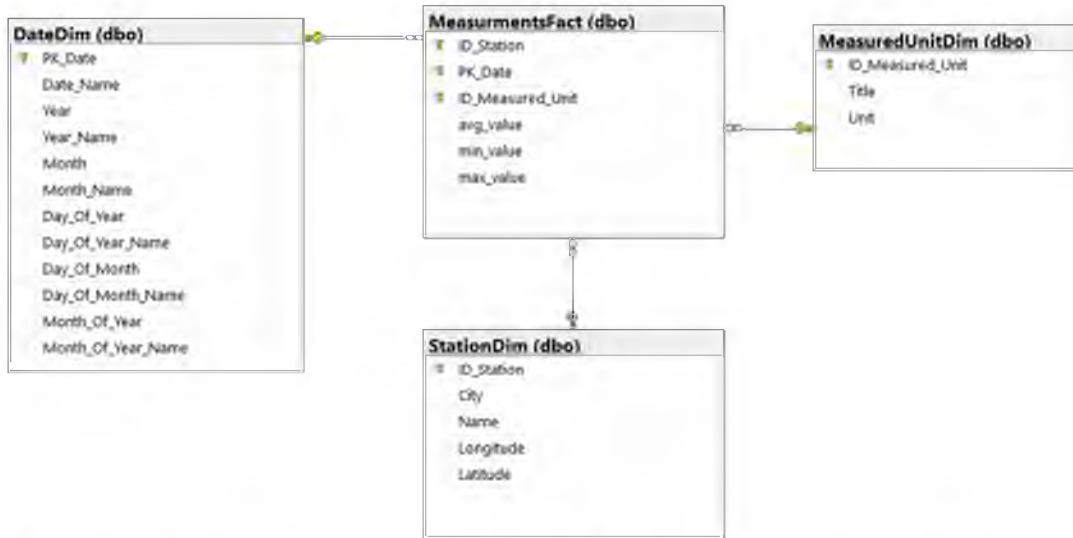 DateDim (dbo)
PK_Date
Date_Name
Year
Year_Name
Month
Month_Name
Day_Of_Year
Day_Of_Year_Name
Day_Of_Month
Day_Of_Month_Name
Month_Of_Year
Month_Of_Year_Name
MeasurmentsFact (dbo)
ID_Station
PK_Date
ID_Measured_Unit
avg_value
min_value
max_value
MeasuredUnitDim (dbo)
ID_Measured_Unit
Title
Unit
StationDim (dbo)
ID_Station
City
Name
Longitude
Latitude